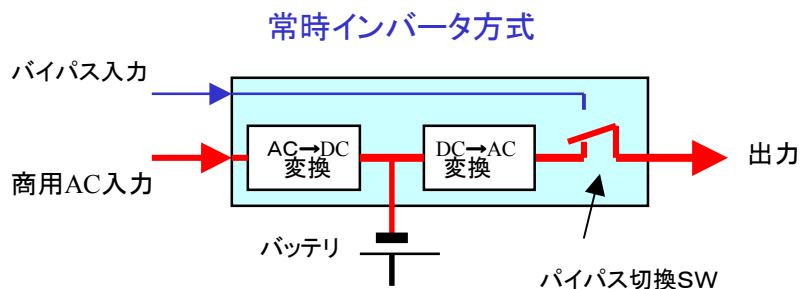 常時インバータ方式
バイパス入力
AC→DC
変換
DC→AC
変換
出力
商用AC入力
バッテリ
パイパス切換SW